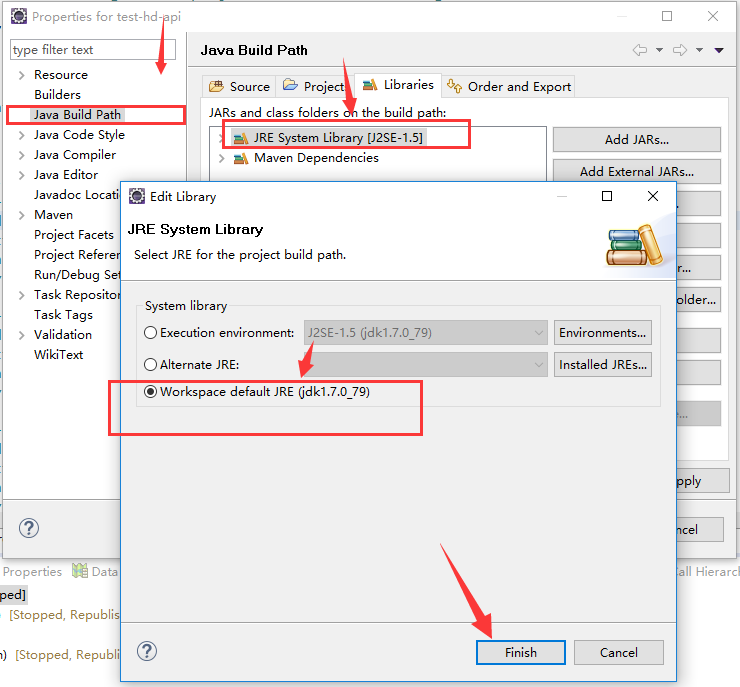 Properties for test-hd-api
type filter text
Resource
Builders
Java Build Path
Java Code Style
Java Compiler
Java Editor
Javadoc Locati
Maven
Project Facets
Project Referen
Run/Debug Set
Task Repositor
Task Tags
Validation
WikiText
Java Build Path
Source
Project
Libraries
Order and Export
JARs and class folders on the build path:
JRE System Library [J2SE-1.5]
Maven Dependencies
Add JARs...
Add External JARs...
older...
pply
ncel
Edit Library
JRE System Library
Select JRE for the project build path.
System library
Execution environment:
J2SE-1.5 (jdk1.7.0_79)
Environments...
Alternate JRE:
Installed JREs...
Workspace default JRE (jdk1.7.0_79)
Finish
Cancel
Properties
Data
Call Hierarch
ped]
[Stopped, Republis
) [Stopped, Republi